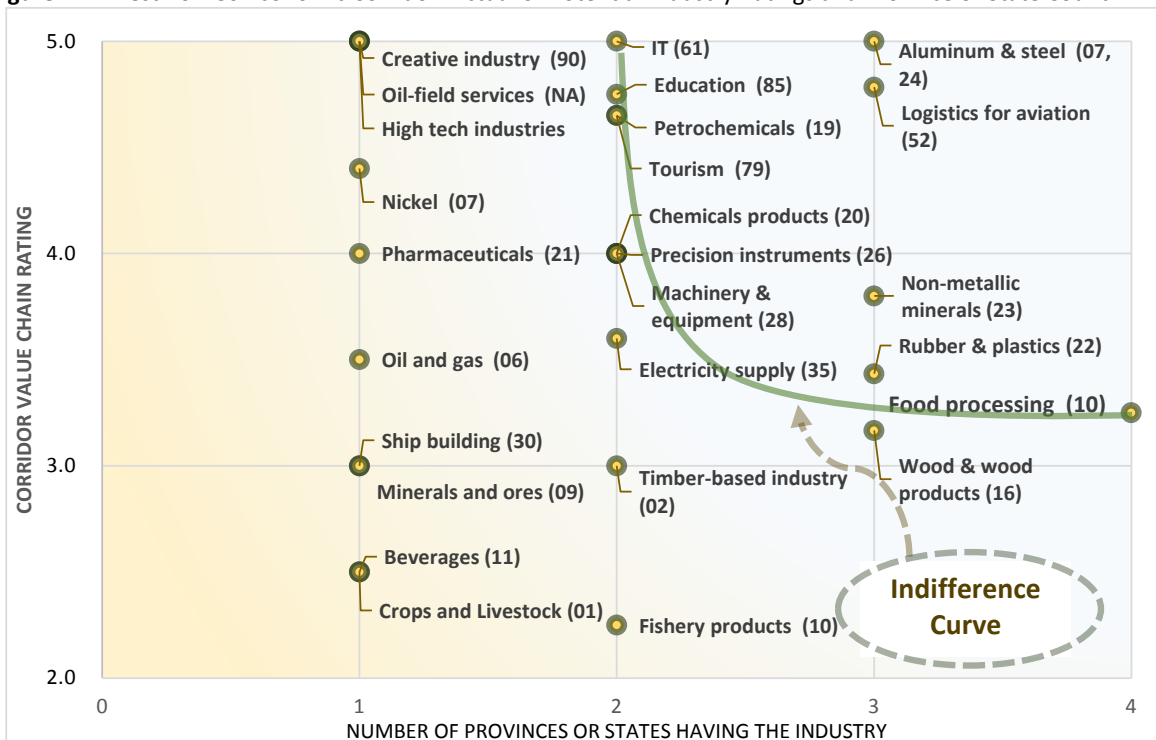 5.0
4.0
3.0
2.0
CORRIDOR VALUE CHAIN RATING
Creative industry (90)
Oil-field services (NA)
High tech industries
Nickel (07)
Pharmaceuticals (21)
Oil and gas (06)
Ship building (30)
Minerals and ores (09)
Beverages (11)
Crops and Livestock (01)
IT (61)
Education (85)
Petrochemicals (19)
Tourism (79)
Chemicals products (20)
Precision instruments (26)
Machinery &
equipment (28)
Electricity supply (35)
Timber-based industry
(02)
Fishery products (10)
Aluminum & steel (07,
24)
Logistics for aviation
(52)
Non-metallic
minerals (23)
Rubber & plastics (22)
Food processing (10)
Wood & wood
products (16)
Indifference
Curve
0 1 2 3 4
NUMBER OF PROVINCES OR STATES HAVING THE INDUSTRY